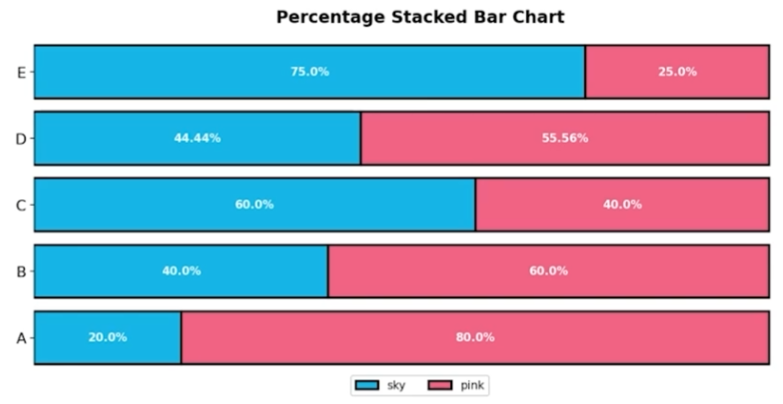 Percentage Stacked Bar Chart
E 75.0% 25.0%
D 44.44% 55.56%
C 60.0% 40.0%
B 40.0% 60.0%
A 20.0% 80.0%
sky pink